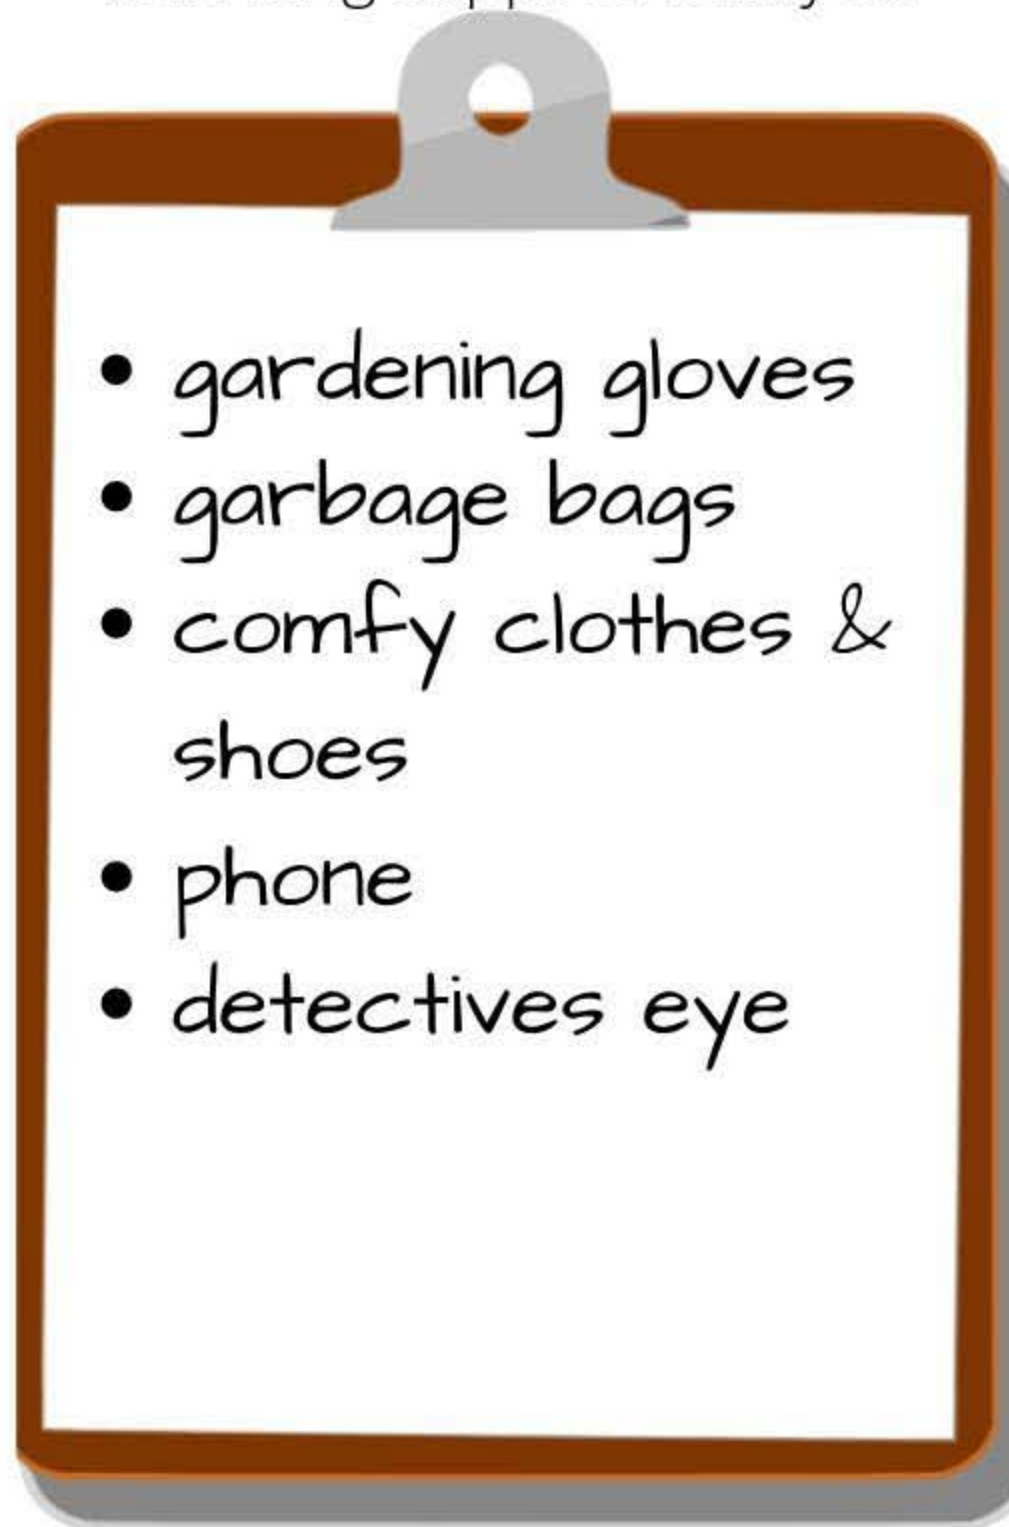 • gardening gloves
• garbage bags
• comfy clothes &
shoes
• phone
• detectives eye